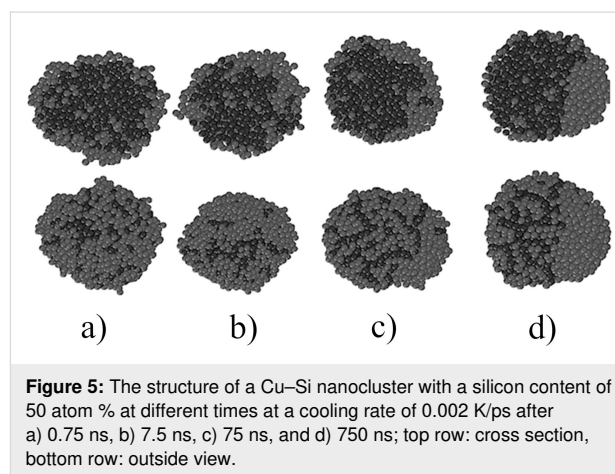 a) b) c) d)
Figure 5: The structure of a Cu–Si nanocluster with a silicon content of
50 atom % at different times at a cooling rate of 0.002 K/ps after
a) 0.75 ns, b) 7.5 ns, c) 75 ns, and d) 750 ns; top row: cross section,
bottom row: outside view.